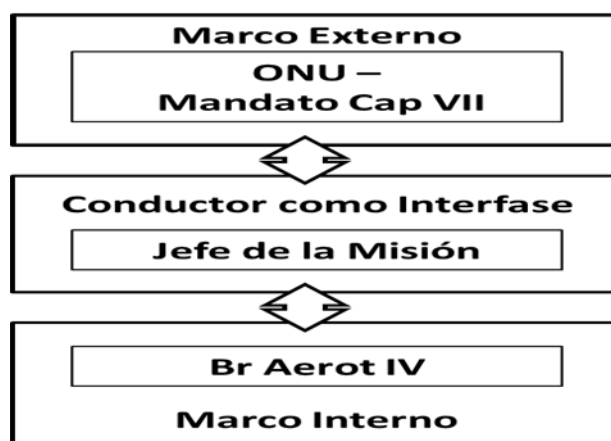 Marco Externo
ONU –
Mandato Cap VII
Conductor como Interfase
Jefe de la Misión
Br Aerot IV
Marco Interno